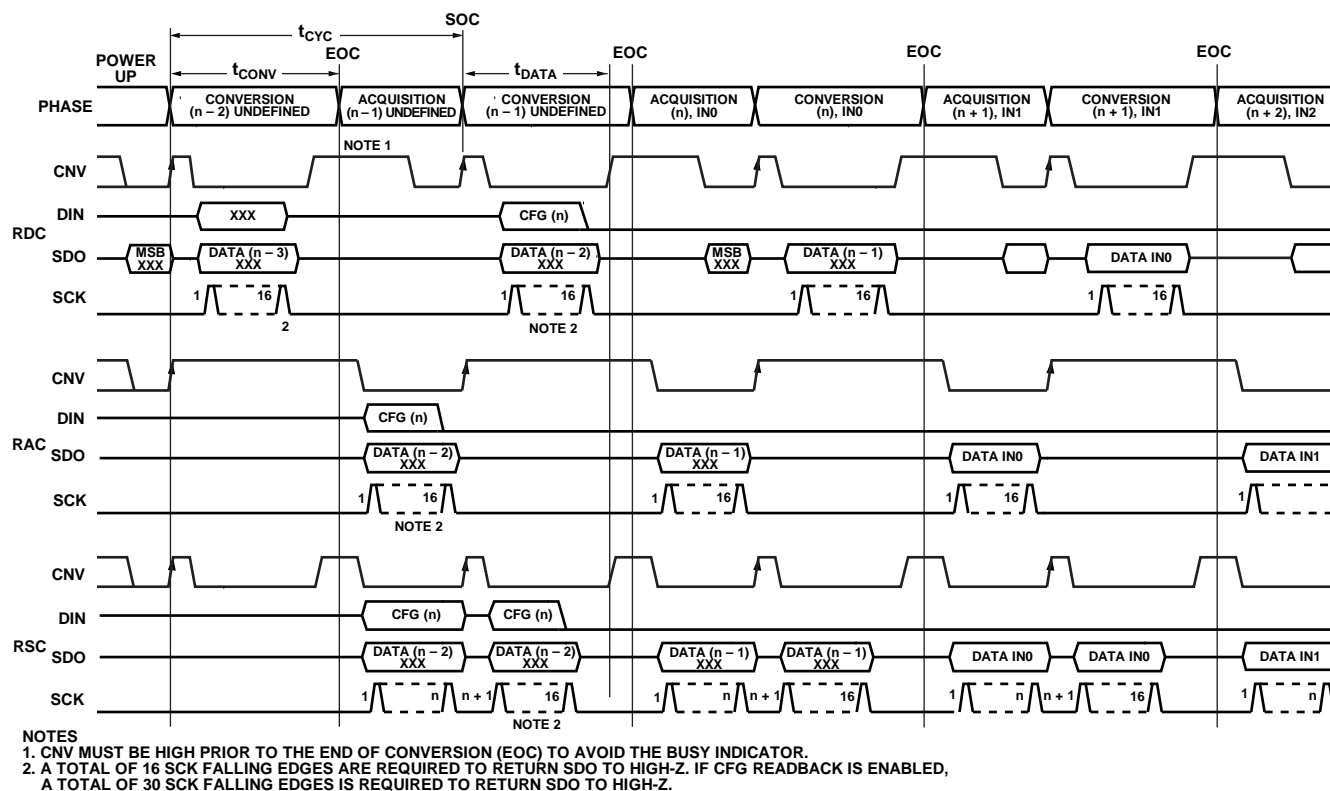 SOC
tCYC
POWER UP
EOC
EOC
EOC
EOC
tCONV
tDATA
PHASE
CONVERSION (n – 2) UNDEFINED
ACQUISITION (n – 1) UNDEFINED
CONVERSION (n – 1) UNDEFINED
ACQUISITION (n), IN0
CONVERSION (n), IN0
ACQUISITION (n + 1), IN1
CONVERSION (n + 1), IN1
ACQUISITION (n + 2), IN2
NOTE 1
CNV
RDC
DIN
XXX
CFG (n)
SDO
MSB XXX
DATA (n – 3) XXX
DATA (n – 2) XXX
MSB XXX
DATA (n – 1) XXX
DATA IN0
SCK
1 16
2
1 16
NOTE 2
1 16
1 16
CNV
RAC
DIN
CFG (n)
SDO
DATA (n – 2) XXX
DATA (n – 1) XXX
DATA IN0
DATA IN1
SCK
1 16
NOTE 2
1 16
1 16
1
CNV
RSC
DIN
CFG (n)
CFG (n)
SDO
DATA (n – 2) XXX
DATA (n – 2) XXX
DATA (n – 1) XXX
DATA (n – 1) XXX
DATA IN0
DATA IN0
DATA IN1
SCK
1 n n + 1 16
NOTE 2
1 n n + 1 16
1 n n + 1 16
1 n
NOTES
1. CNV MUST BE HIGH PRIOR TO THE END OF CONVERSION (EOC) TO AVOID THE BUSY INDICATOR.
2. A TOTAL OF 16 SCK FALLING EDGES ARE REQUIRED TO RETURN SDO TO HIGH-Z. IF CFG READBACK IS ENABLED,
A TOTAL OF 30 SCK FALLING EDGES IS REQUIRED TO RETURN SDO TO HIGH-Z.